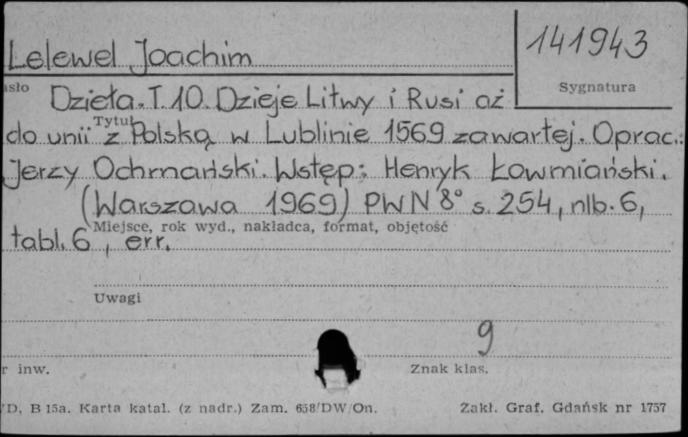 Lelewel Joachim
141943
Sygnatura
Dzieła. T. 10. Dzieje Litwy i Rusi aż
Tytuł
do unii z Polską w Lublinie 1569 zawartej. Oprac.:
Jerzy Ochmański. Wstęp: Henryk Łowmiański.
(Warszawa 1969) PWN 8° s. 254, nlb. 6,
Miejsce, rok wyd., nakładca, format, objętość
tabl. 6, err.
Uwagi
9
r inw.
Znak klas.
/D, B 15a. Karta katal. (z nadr.) Zam. 658/DW/On.
Zakł. Graf. Gdańsk nr 1757